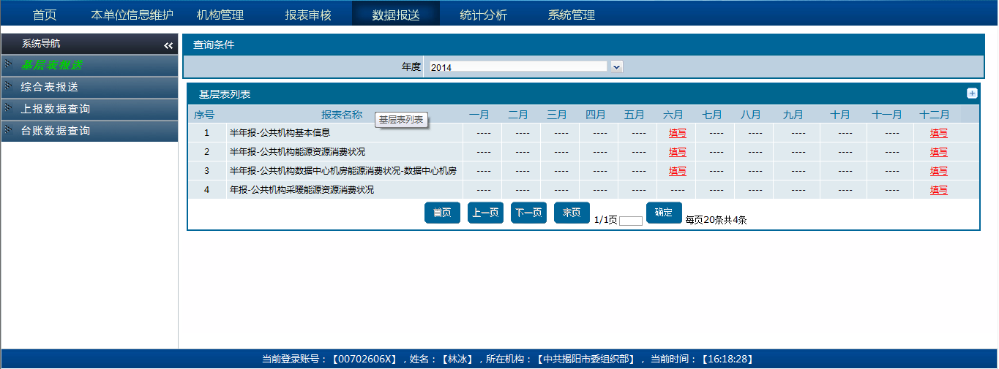 首页 本单位信息维护 机构管理 报表审核 数据报送 统计分析 系统管理
系统导航
基层表报送
综合表报送
上报数据查询
台账数据查询
查询条件
年度 2014
基层表列表
序号 报表名称 一月 二月 三月 四月 五月 六月 七月 八月 九月 十月 十一月 十二月
基层表列表
1 半年报-公共机构基本信息 ---- ---- ---- ---- ---- 填写 ---- ---- ---- ---- ---- 填写
2 半年报-公共机构能源资源消费状况 ---- ---- ---- ---- ---- 填写 ---- ---- ---- ---- ---- 填写
3 半年报-公共机构数据中心机房能源消费状况-数据中心机房 ---- ---- ---- ---- ---- 填写 ---- ---- ---- ---- ---- 填写
4 年报-公共机构采暖能源资源消费状况 ---- ---- ---- ---- ---- ---- ---- ---- ---- ---- ---- 填写
首页 上一页 下一页 末页 1/1页 确定 每页20条共4条
当前登录账号：【00702606X】，姓名：【林冰】，所在机构：【中共揭阳市委组织部】， 当前时间：【16:18:28】